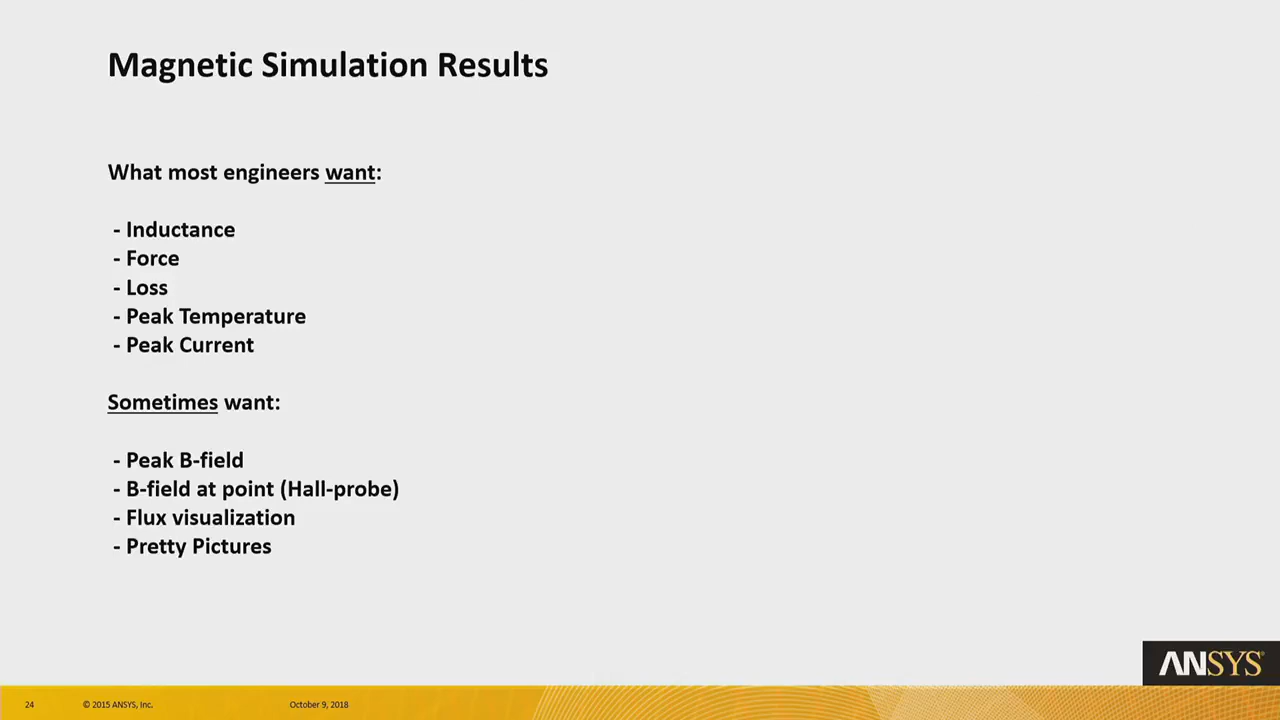 Magnetic Simulation Results
What most engineers want:
- Inductance
- Force
- Loss
- Peak Temperature
- Peak Current
Sometimes want:
- Peak B-field
- B-field at point (Hall-probe)
- Flux visualization
- Pretty Pictures
ANSYS®
24 © 2015 ANSYS, Inc. October 9, 2018